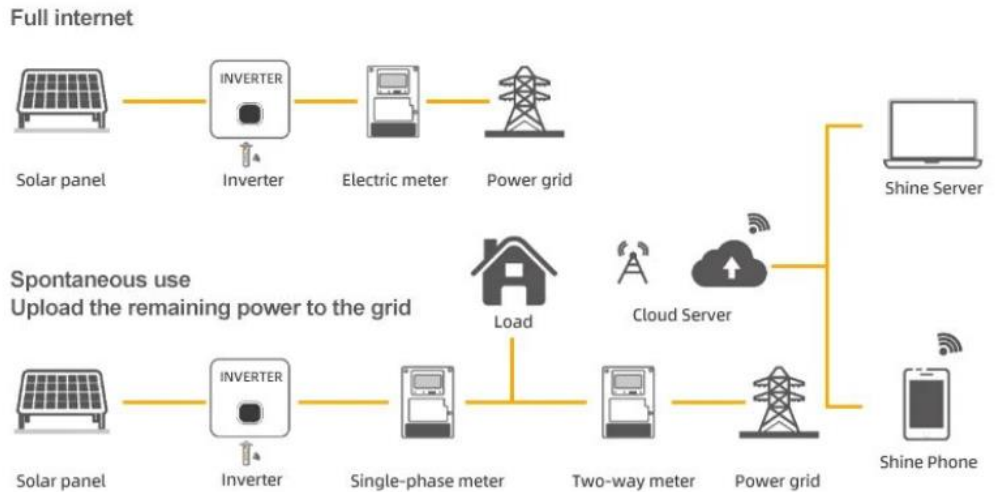 Full internet
INVERTER
Solar panel Inverter Electric meter Power grid
Shine Server
Spontaneous use
Upload the remaining power to the grid
Load
Cloud Server
INVERTER
Solar panel Inverter Single-phase meter Two-way meter Power grid
Shine Phone